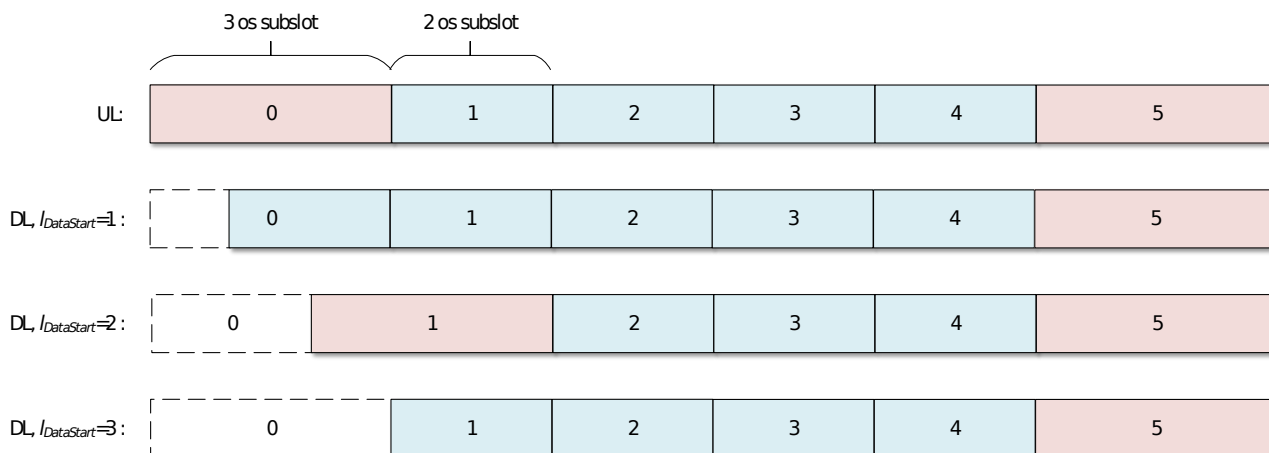 3 os subslot 2 os subslot
UL: 0 1 2 3 4 5
DL, lDataStart=1 : 0 1 2 3 4 5
DL, lDataStart=2 : 0 1 2 3 4 5
DL, lDataStart=3 : 0 1 2 3 4 5